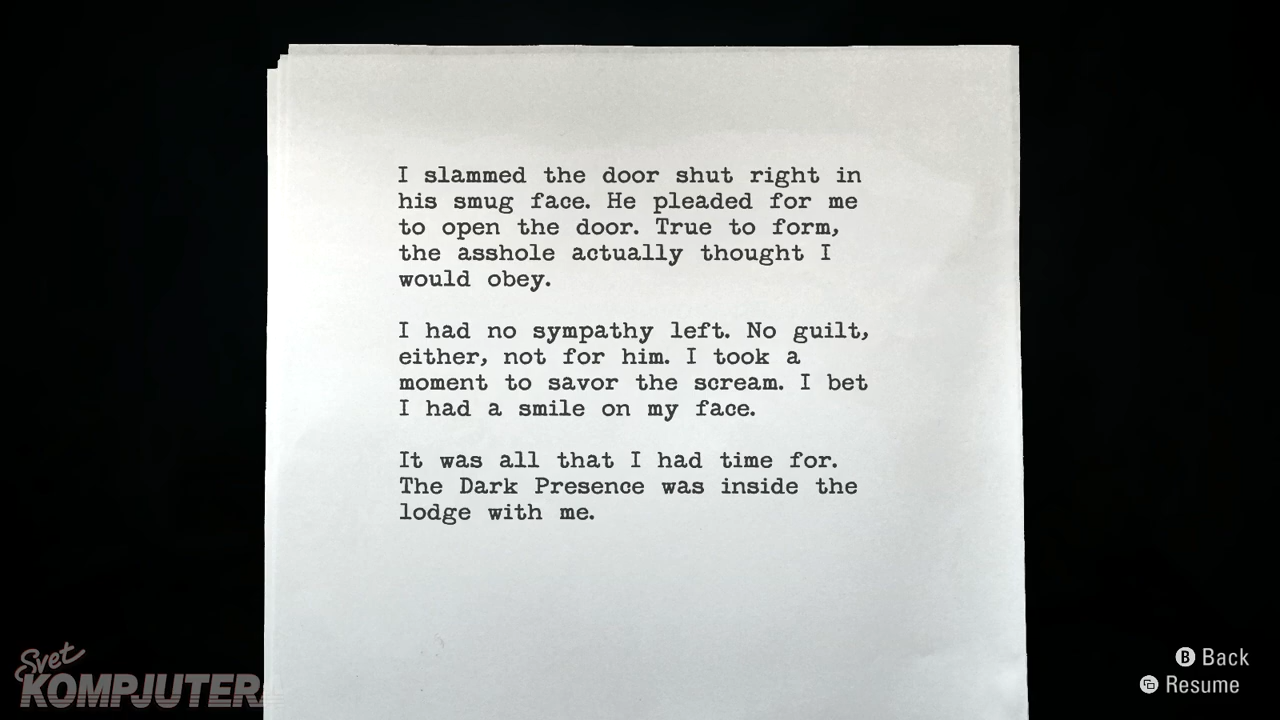 I slammed the door shut right in
his smug face. He pleaded for me
to open the door. True to form,
the asshole actually thought I
would obey.
I had no sympathy left. No guilt,
either, not for him. I took a
moment to savor the scream. I bet
I had a smile on my face.
It was all that I had time for.
The Dark Presence was inside the
lodge with me.
Svet
KOMPJUTERA
B Back
Resume